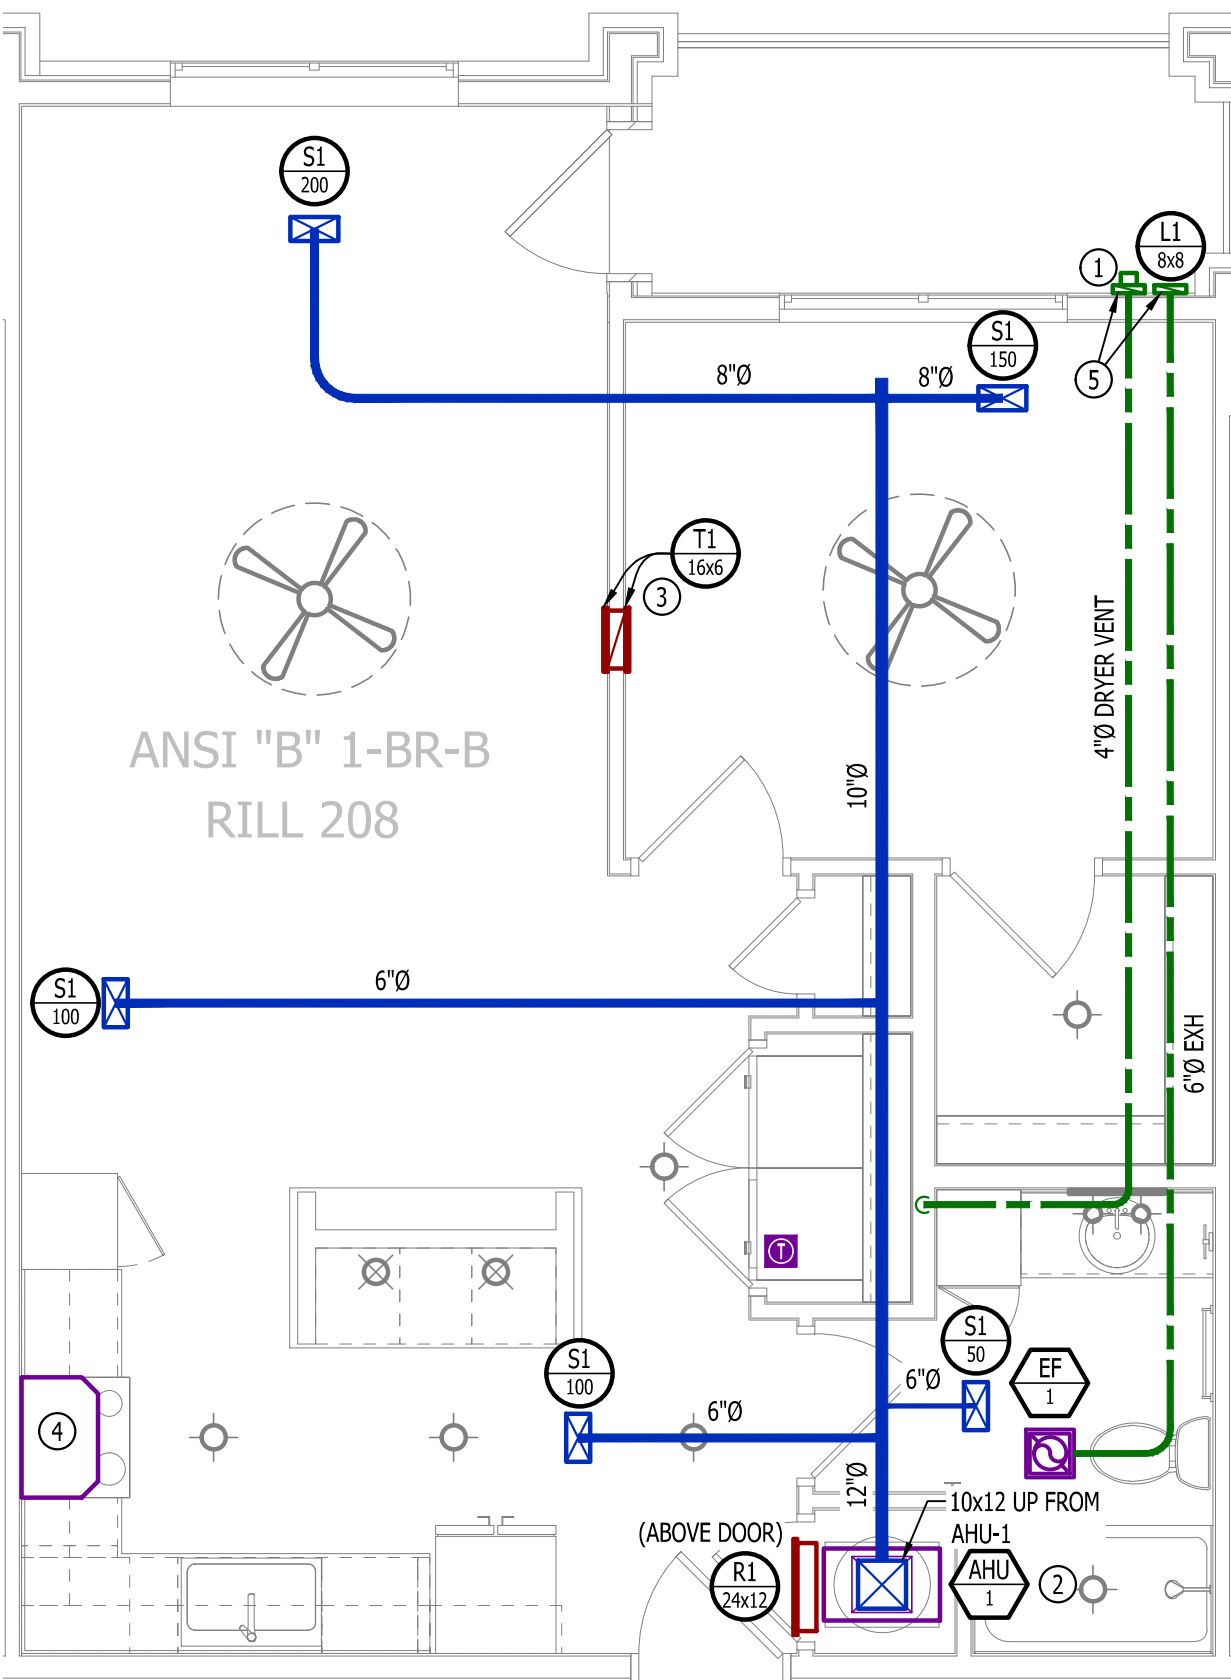 S1
200
L1
8x8
1
S1
150
5
8"Ø
8"Ø
T1
16x6
3
4"Ø DRYER VENT
ANSI "B" 1-BR-B
RILL 208
10"Ø
S1
100
6"Ø
6"Ø EXH
T
S1
50
S1
100
6"Ø
EF
1
4
6"Ø
12"Ø
10x12 UP FROM
AHU-1
(ABOVE DOOR)
R1
24x12
AHU
1
2